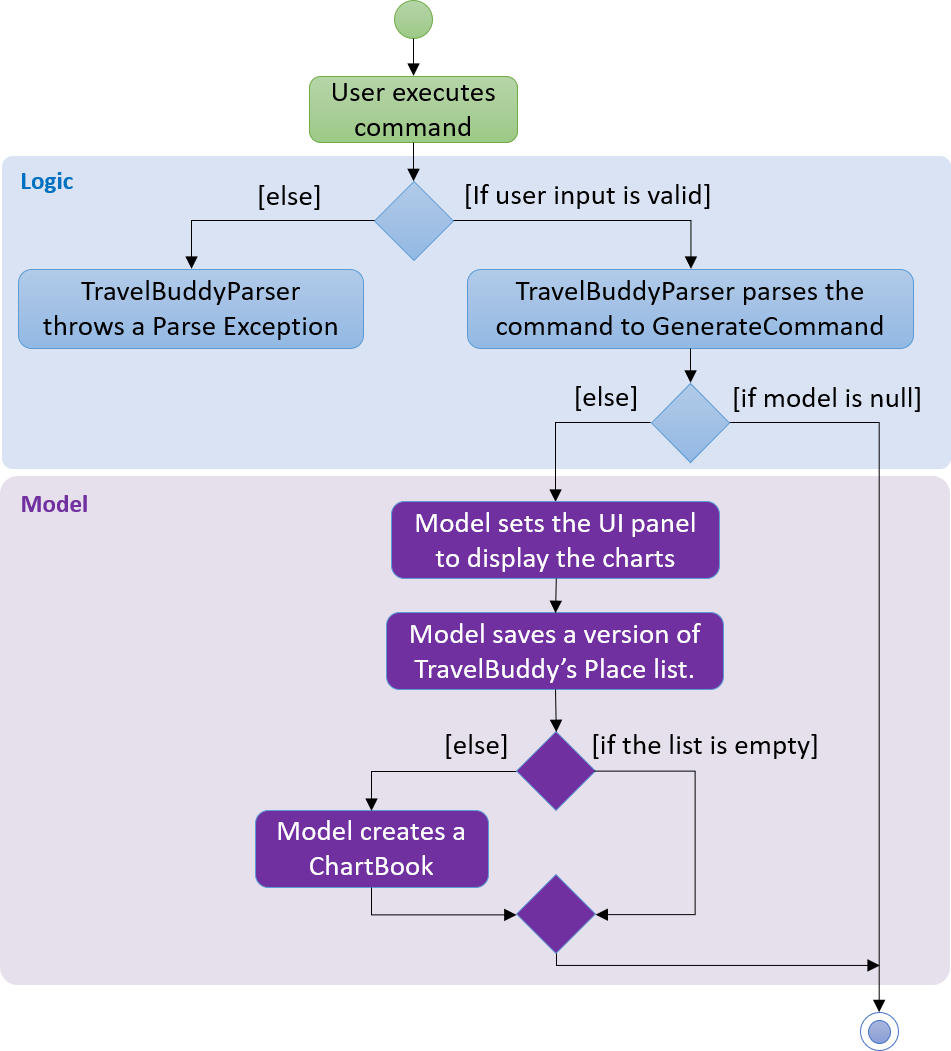 User executes
command
Logic
[else]
[If user input is valid]
TravelBuddyParser
throws a Parse Exception
TravelBuddyParser parses the
command to GenerateCommand
[else]
[if model is null]
Model
Model sets the UI panel
to display the charts
Model saves a version of
TravelBuddy’s Place list.
[else]
[if the list is empty]
Model creates a
ChartBook